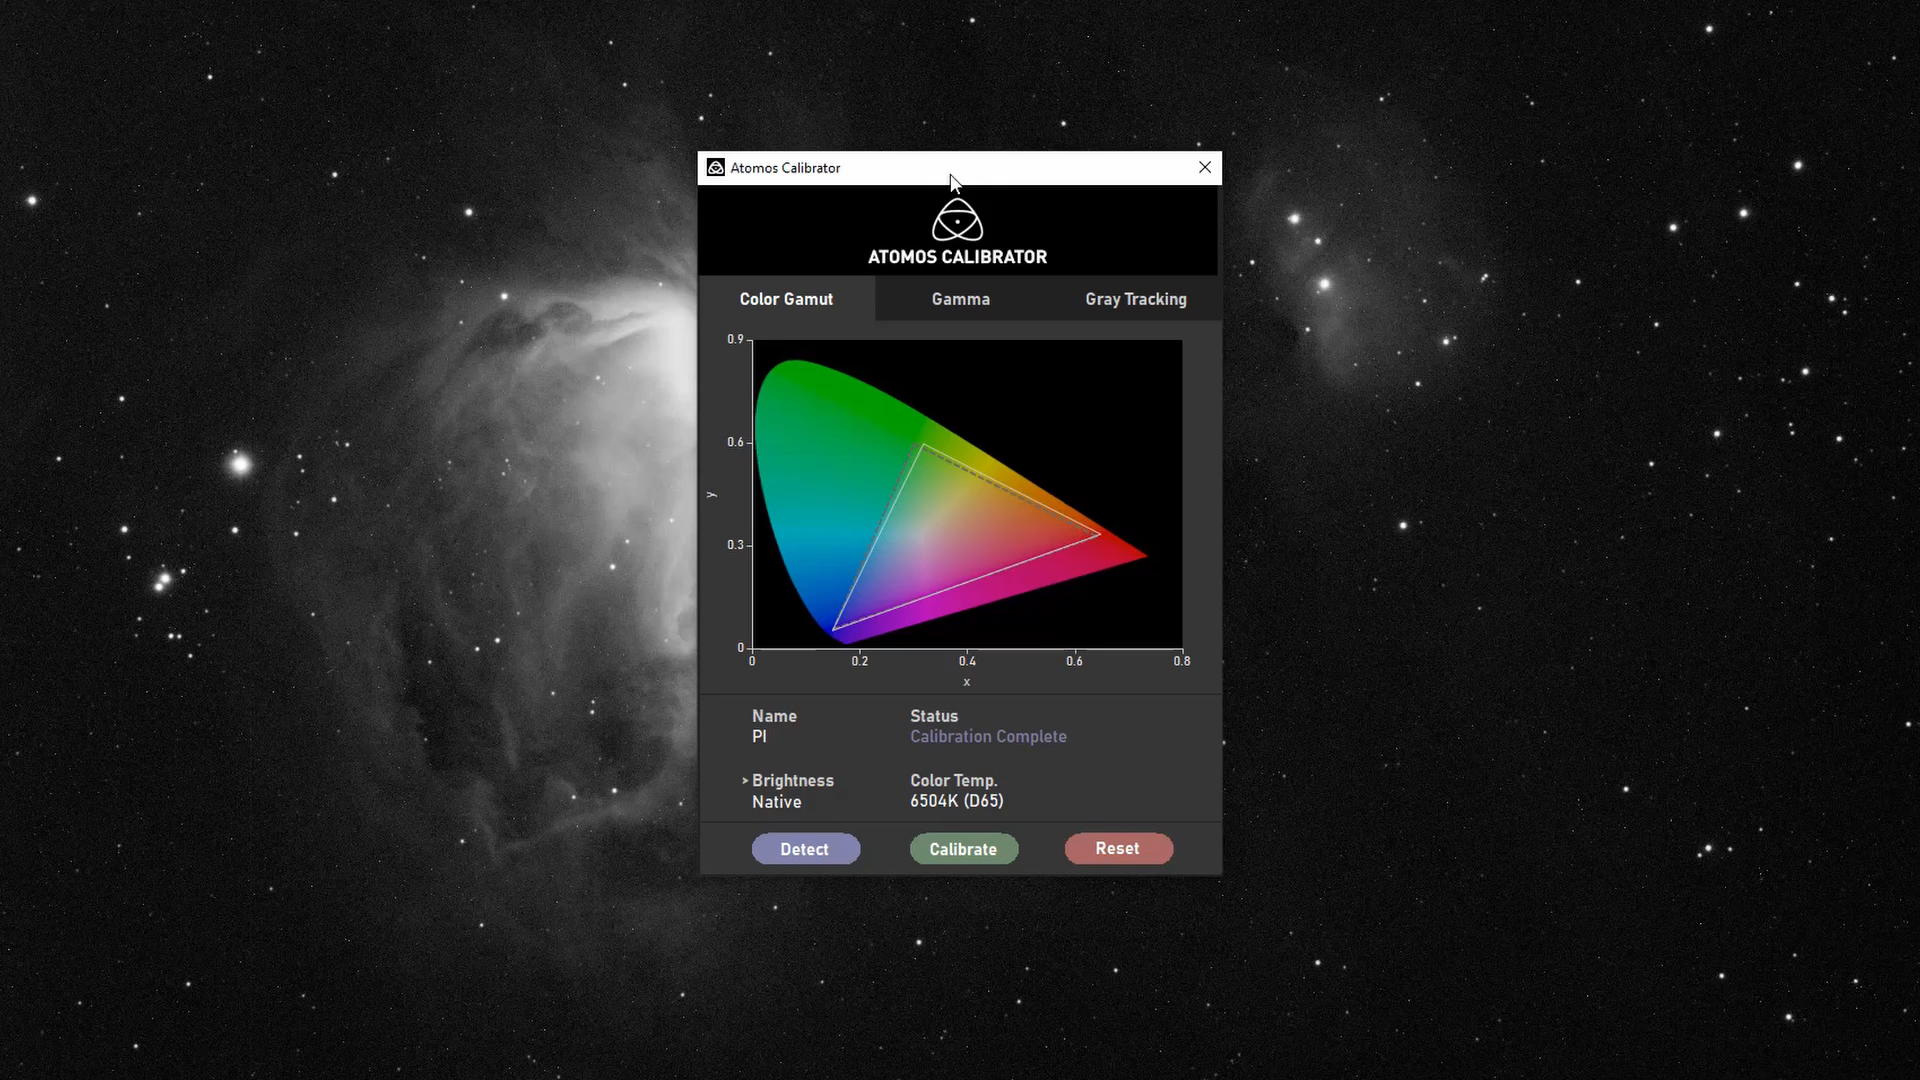 Atomos Calibrator
ATOMOS CALIBRATOR
Color Gamut Gamma Gray Tracking
0.9
0.6
y
0.3
0
0 0.2 0.4 0.6 0.8
x
Name Status
PI Calibration Complete
> Brightness Color Temp.
Native 6504K (D65)
Detect Calibrate Reset